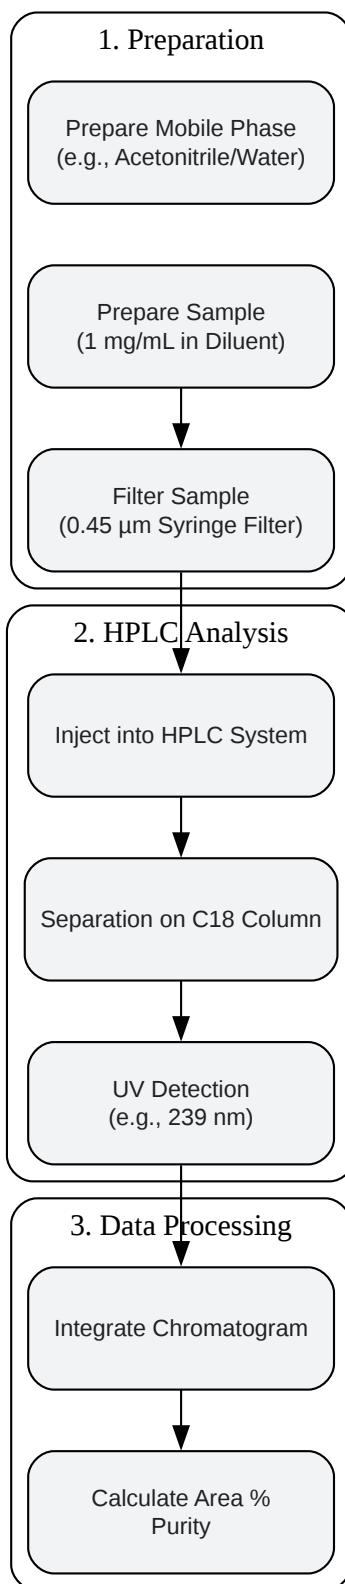 1. Preparation
Prepare Mobile Phase
(e.g., Acetonitrile/Water)
Prepare Sample
(1 mg/mL in Diluent)
Filter Sample
(0.45 µm Syringe Filter)
2. HPLC Analysis
Inject into HPLC System
Separation on C18 Column
UV Detection
(e.g., 239 nm)
3. Data Processing
Integrate Chromatogram
Calculate Area %
Purity